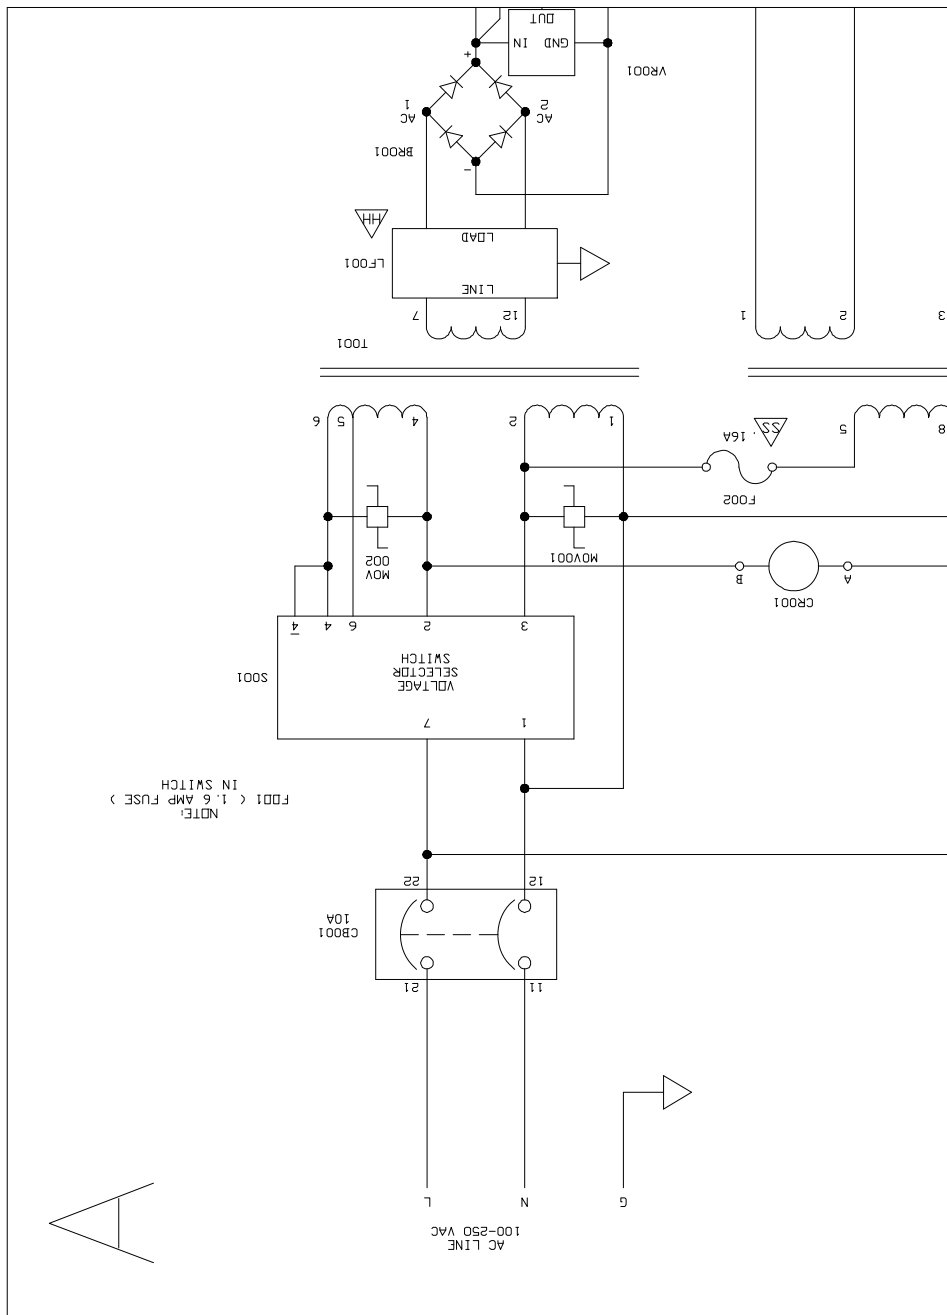 AC LINE
100-250 VAC
G
N
L
A
11
21
CB001
10A
12
22
NOTE:
F001 ( 1.6 AMP FUSE )
IN SWITCH
1
7
VOLTAGE
SELECTOR
SWITCH
S001
3
2
6
4
4
CR001
A
B
MOV
002
MOV001
F002
.16A
SS
8
5
1
2
4
5
6
T001
3
2
1
12
7
LINE
LF001
LOAD
HH
-
BR001
AC
2
AC
1
+
VR001
GND
IN
OUT